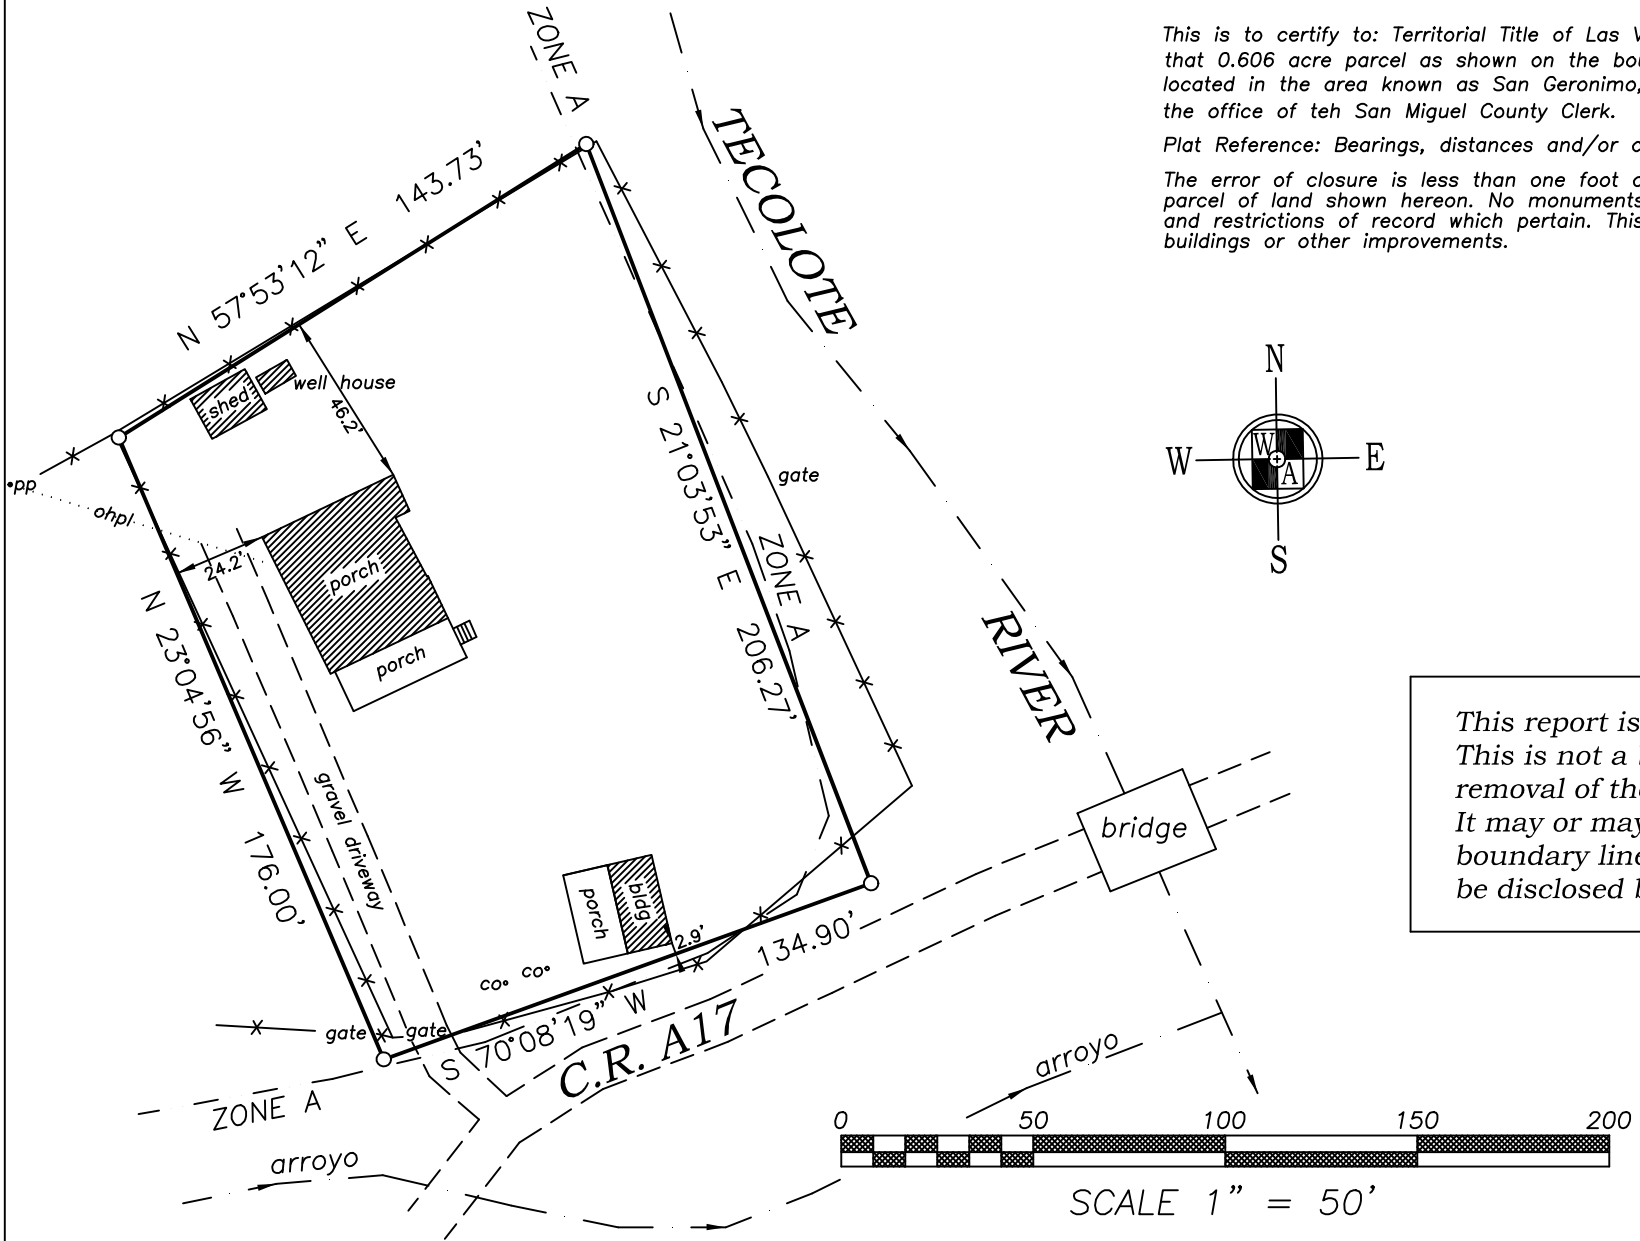 This is to certify to: Territorial Title of Las V
that 0.606 acre parcel as shown on the bou
located in the area known as San Geronimo,
the office of teh San Miguel County Clerk.
Plat Reference: Bearings, distances and/or c
The error of closure is less than one foot o
parcel of land shown hereon. No monuments
and restrictions of record which pertain. This
buildings or other improvements.
ZONE A
TECOLOTE
RIVER
N 57°53'12" E 143.73'
shed
well house
46.2'
•pp
ohpl
24.2'
porch
porch
S 21°03'53" E 206.27'
gate
ZONE A
N
W
E
S
W
A
N 23°04'56" W 176.00'
gravel driveway
This report is
This is not a
removal of the
It may or may
boundary line
be disclosed b
bridge
porch
bldg
2.9'
134.90'
co° co°
gate
gate
S 70°08'19" W
C.R. A17
ZONE A
arroyo
arroyo
0 50 100 150 200
SCALE 1" = 50'